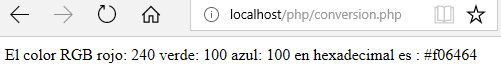 localhost/php/conversion.php
El color RGB rojo: 240 verde: 100 azul: 100 en hexadecimal es : #f06464